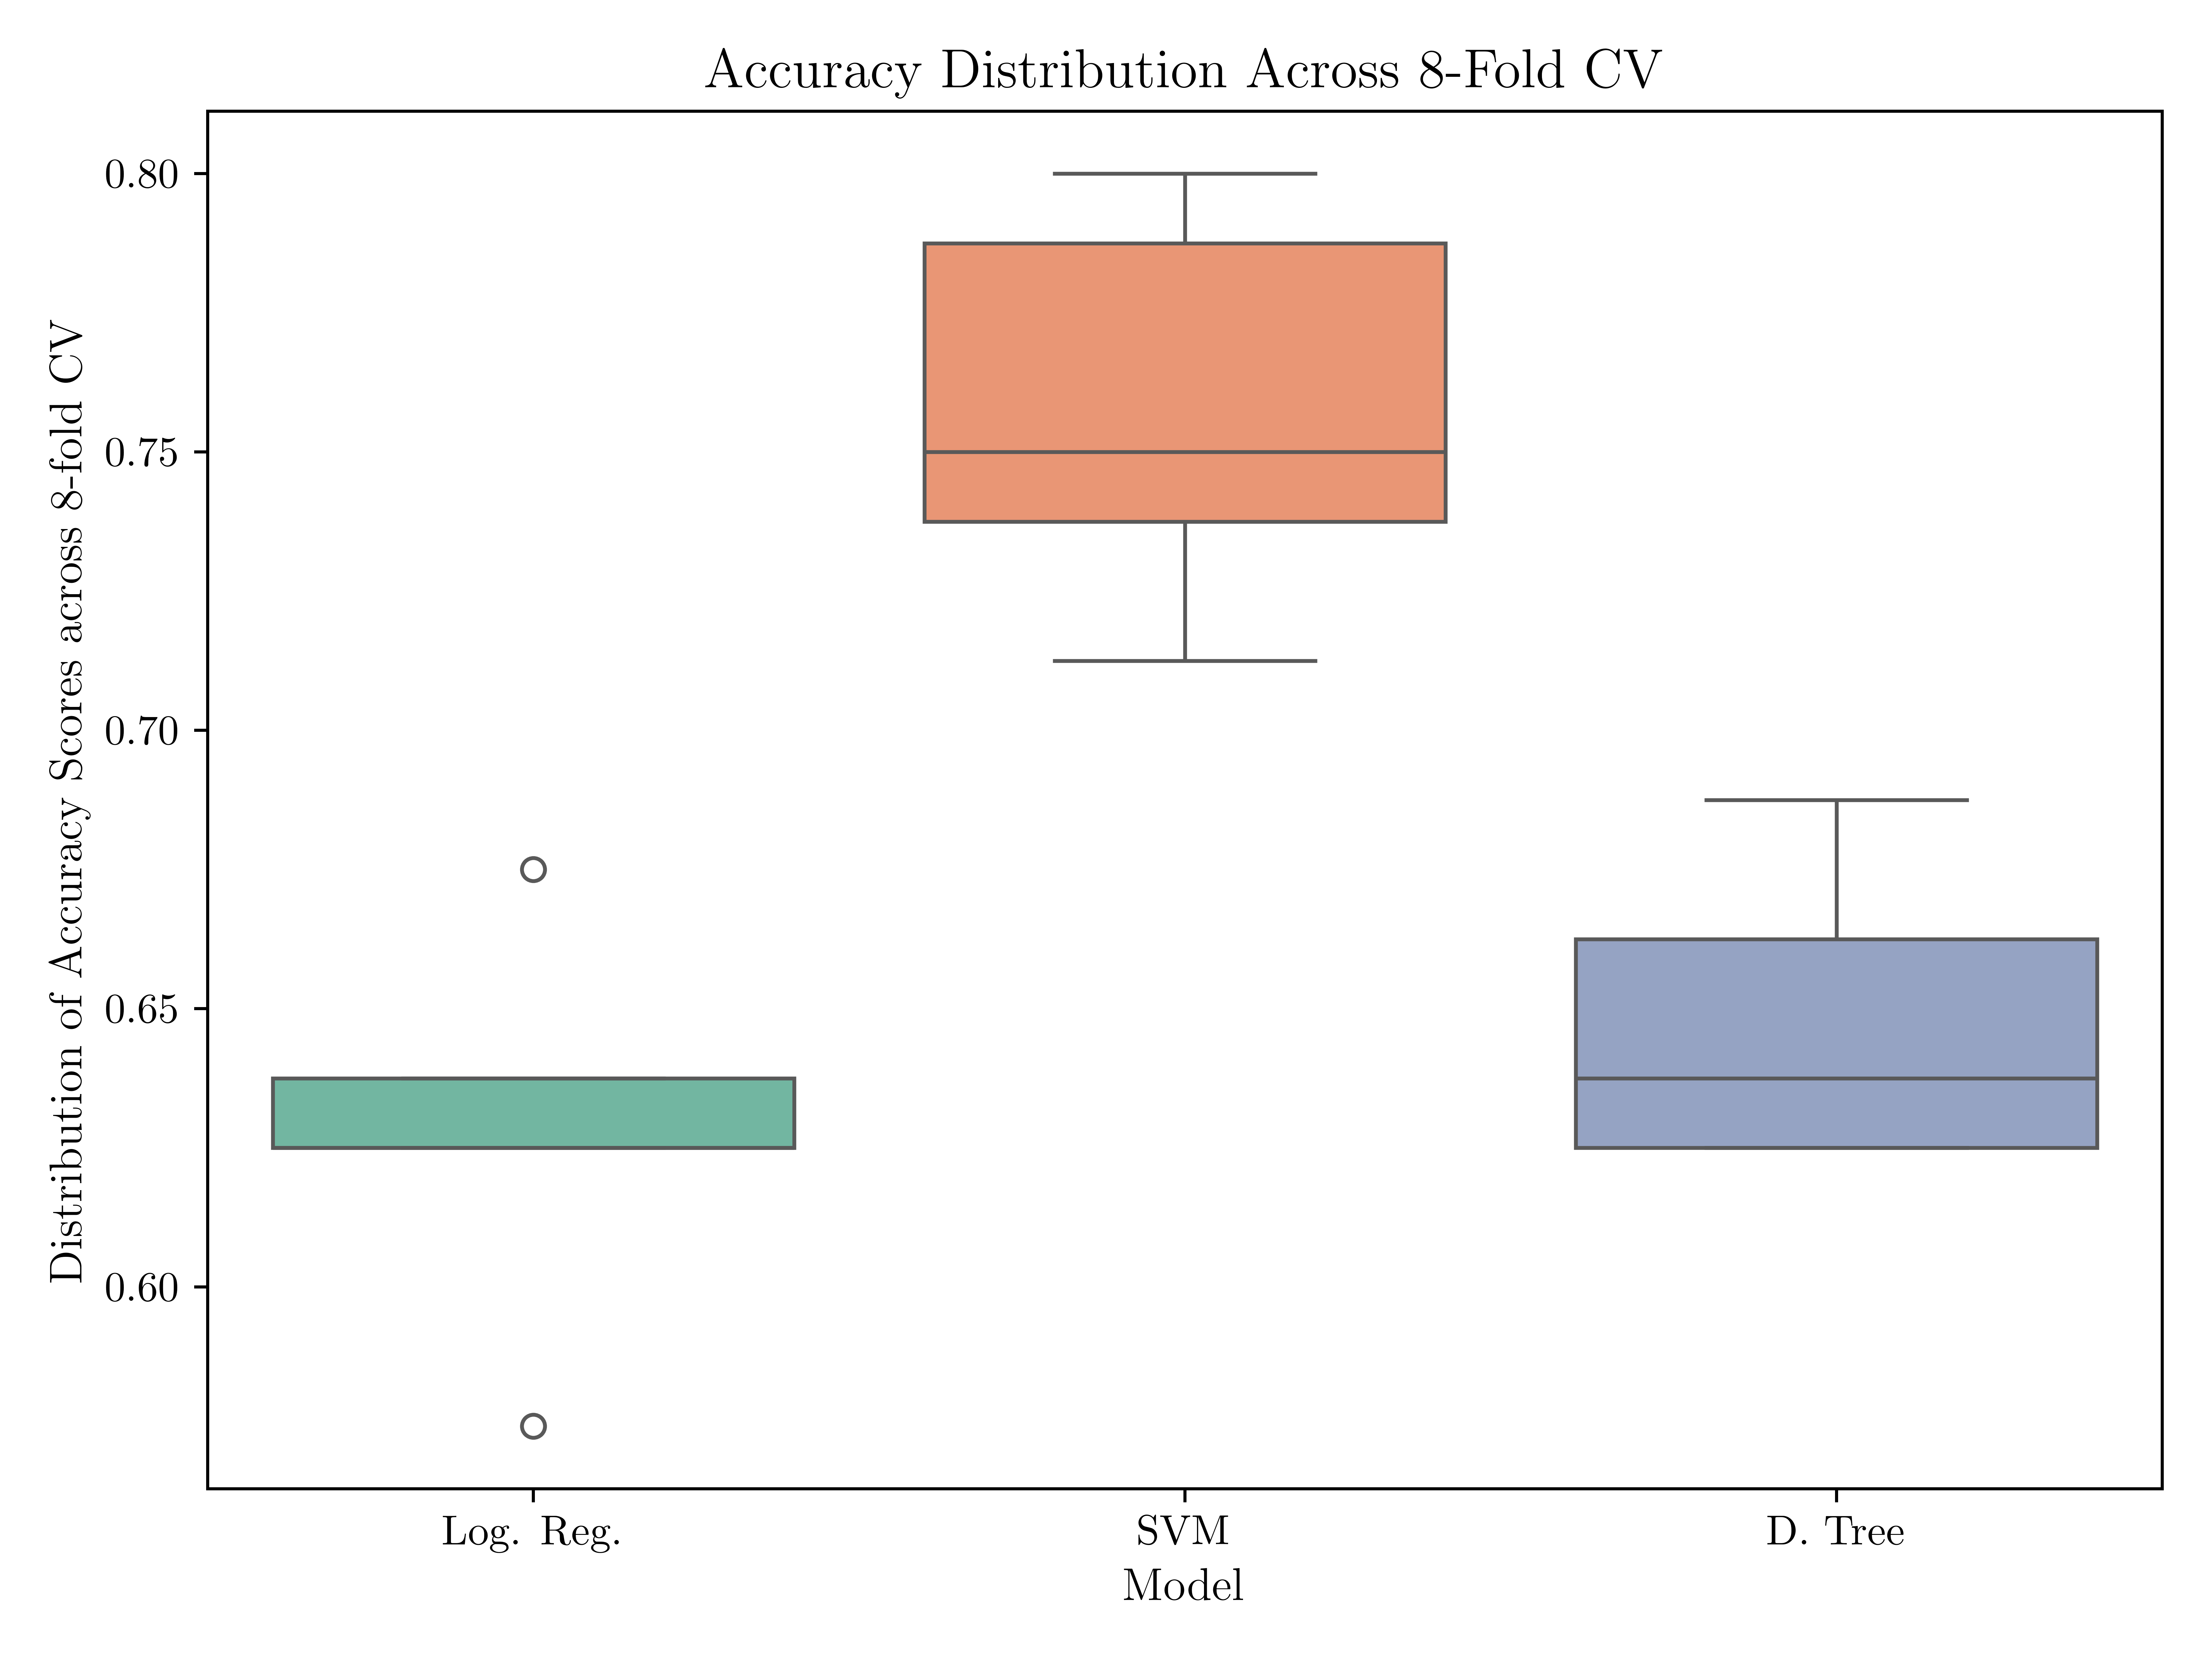 Accuracy Distribution Across 8-Fold CV
Distribution of Accuracy Scores across 8-fold CV
0.80
0.75
0.70
0.65
0.60
Log. Reg.
SVM
D. Tree
Model